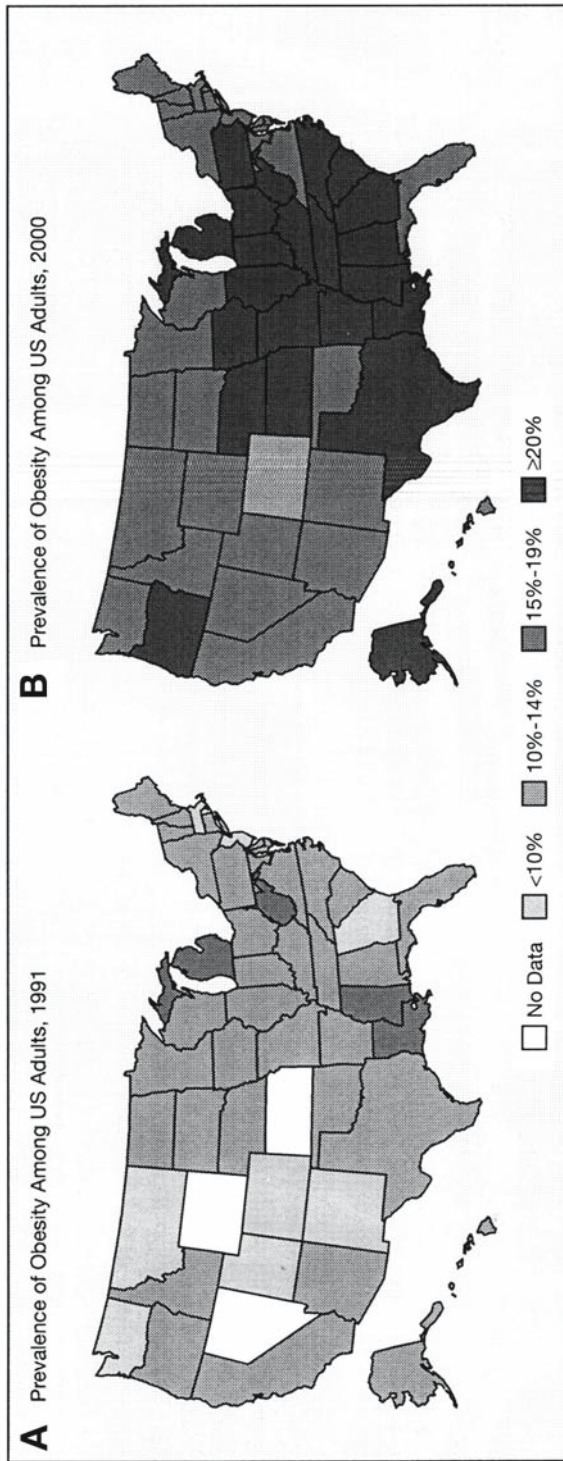 A Prevalence of Obesity Among US Adults, 1991
B Prevalence of Obesity Among US Adults, 2000
No Data
<10%
10%-14%
15%-19%
≥20%